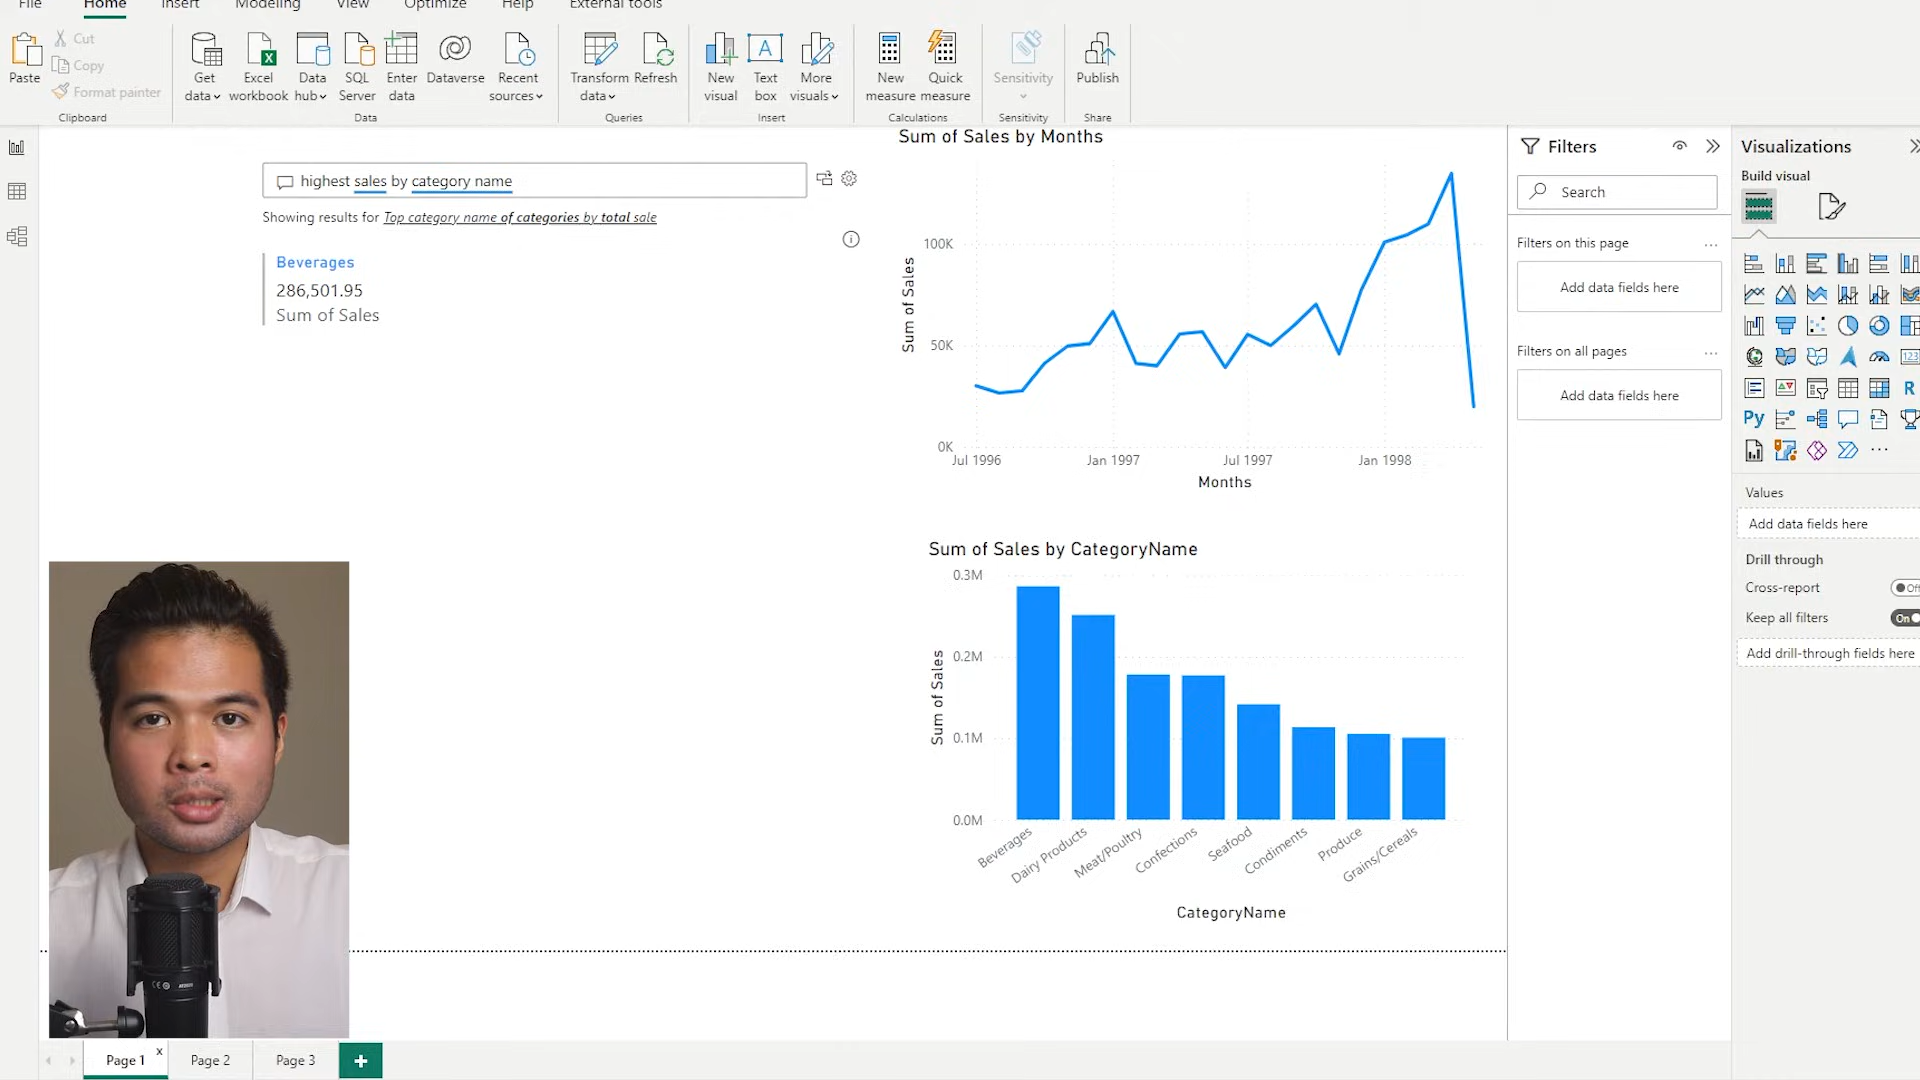 File Home Insert Modeling View Optimize Help External tools
Paste
Cut
Copy
Format painter
Clipboard
Get data
Excel workbook
Data hub
SQL Server
Enter data
Dataverse
Recent sources
Data
Transform data
Refresh
Queries
New visual
Text box
More visuals
Insert
New measure
Quick measure
Calculations
Sensitivity
Sensitivity
Publish
Share
highest sales by category name
Showing results for Top category name of categories by total sale
Beverages
286,501.95
Sum of Sales
Sum of Sales by Months
Sum of Sales
100K
50K
0K
Jul 1996 Jan 1997 Jul 1997 Jan 1998
Months
Sum of Sales by CategoryName
Sum of Sales
0.3M
0.2M
0.1M
0.0M
Beverages Dairy Products Meat/Poultry Confections Seafood Condiments Produce Grains/Cereals
CategoryName
Filters
Search
Filters on this page
...
Add data fields here
Filters on all pages
...
Add data fields here
Visualizations
Build visual
123
R
Py
...
Values
Add data fields here
Drill through
Cross-report
Off
Keep all filters
On
Add drill-through fields here
Page 1 x Page 2 Page 3 +